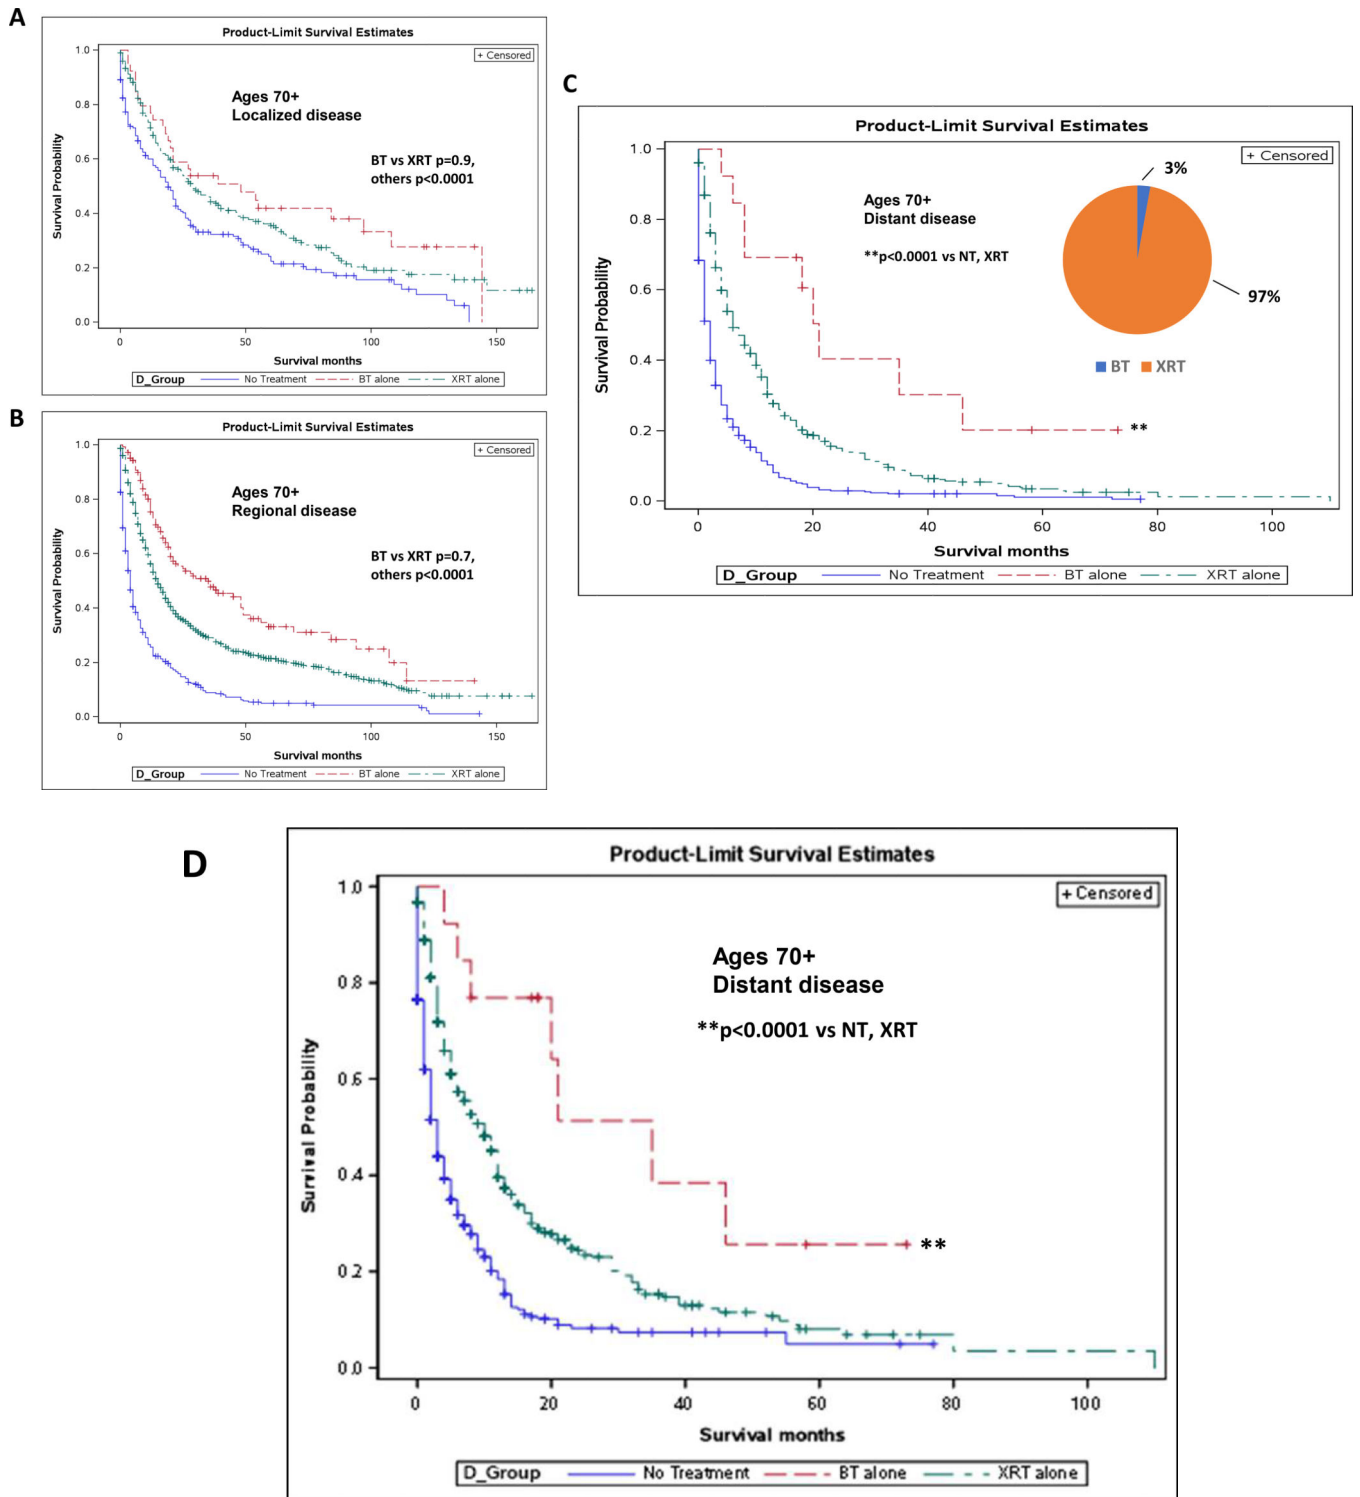 A
Product-Limit Survival Estimates
+ Censored
Ages 70+
Localized disease
BT vs XRT p=0.9,
others p<0.0001
Survival Probability
1.0
0.8
0.6
0.4
0.2
0.0
0 50 100 150
Survival months
D_Group No Treatment BT alone XRT alone
B
Product-Limit Survival Estimates
+ Censored
Ages 70+
Regional disease
BT vs XRT p=0.7,
others p<0.0001
Survival Probability
1.0
0.8
0.6
0.4
0.2
0.0
0 50 100 150
Survival months
D_Group No Treatment BT alone XRT alone
C
Product-Limit Survival Estimates
+ Censored
3%
Ages 70+
Distant disease
**p<0.0001 vs NT, XRT
97%
BT XRT
**
Survival Probability
1.0
0.8
0.6
0.4
0.2
0.0
0 20 40 60 80 100
Survival months
D_Group No Treatment BT alone XRT alone
D
Product-Limit Survival Estimates
+ Censored
Ages 70+
Distant disease
**p<0.0001 vs NT, XRT
**
Survival Probability
1.0
0.8
0.6
0.4
0.2
0.0
0 20 40 60 80 100
Survival months
D_Group No Treatment BT alone XRT alone